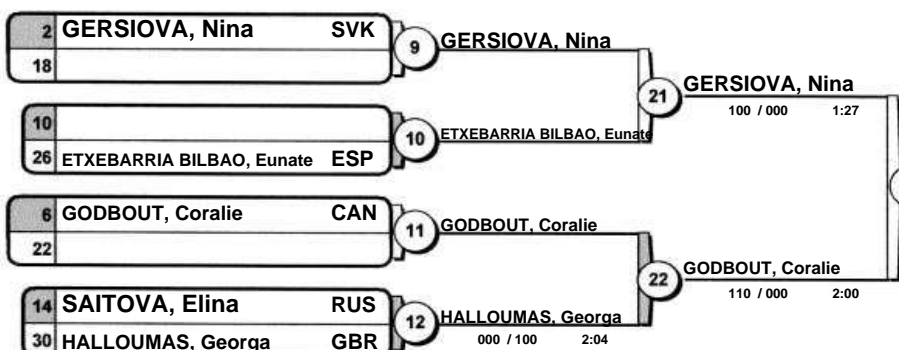 2 GERSIOVA, Nina SVK
18
9
GERSIOVA, Nina
10
26 ETXEBARRIA BILBAO, Eunate ESP
10
ETXEBARRIA BILBAO, Eunate
21
GERSIOVA, Nina
100 / 000 1:27
6 GODBOUT, Coralie CAN
22
11
GODBOUT, Coralie
14 SAITOVA, Elina RUS
30 HALLOUMAS, Georga GBR
12
HALLOUMAS, Georga
000 / 100 2:04
22
GODBOUT, Coralie
110 / 000 2:00